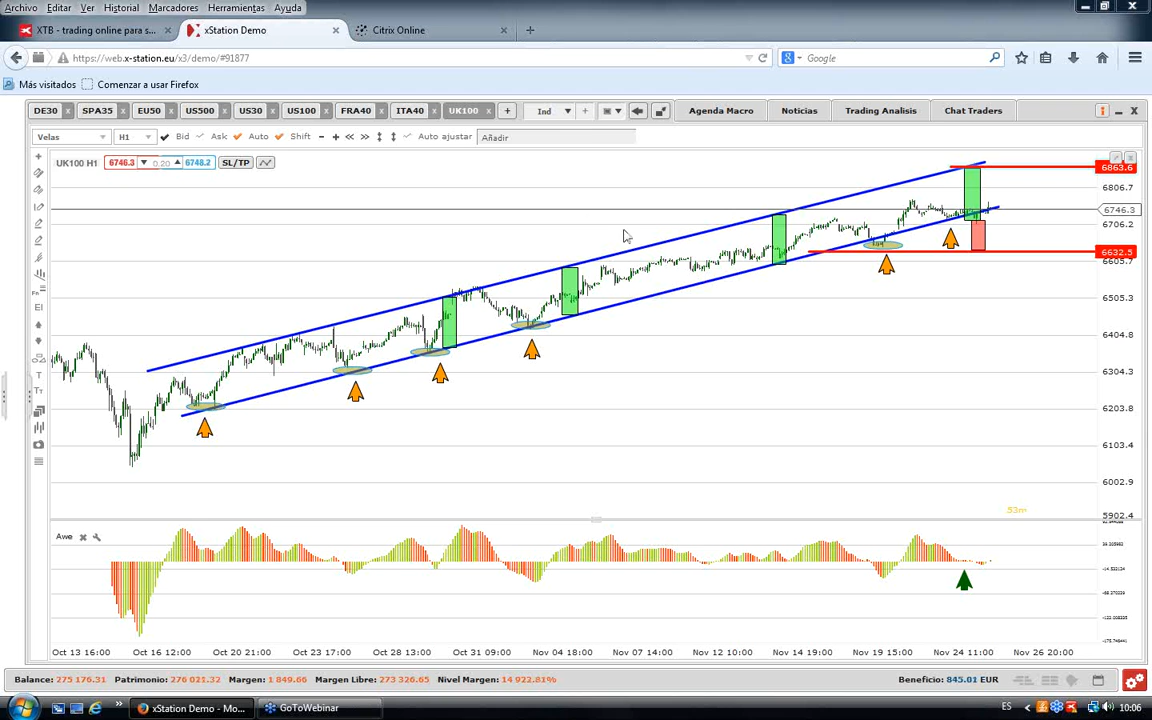 Archivo Editar Ver Historial Marcadores Herramientas Ayuda
XTB - trading online para s... × xStation Demo × Citrix Online × +
https://web.x-station.eu/x3/demo/#91877 Google
Más visitados Comenzar a usar Firefox
DE30 × SPA35 × EU50 × US500 × US30 × US100 × FRA40 × ITA40 × UK100 × + Ind Agenda Macro Noticias Trading Analisis Chat Traders
Velas H1 Bid Ask Auto Shift Auto ajustar Añadir
UK100 H1 6746.3 0.20 6748.2 SL/TP
6863.6
6806.7
6746.3
6706.2
6632.5
6605.7
6505.3
6404.8
6304.3
6203.8
6103.4
6002.9
5902.4
Awe
Oct 13 16:00 Oct 16 12:00 Oct 20 21:00 Oct 23 14:00 Oct 28 13:00 Oct 31 09:00 Nov 04 18:00 Nov 07 14:00 Nov 12 10:00 Nov 14 19:00 Nov 19 15:00 Nov 24 11:00 Nov 26 20:00
Balance: 275 176.31 Patrimonio: 276 021.32 Margen: 1 849.66 Margen Libre: 273 326.65 Nivel Margen: 14 922.81% Beneficio: 845.01 EUR
xStation Demo - Mo... GoToWebinar ES 10:06